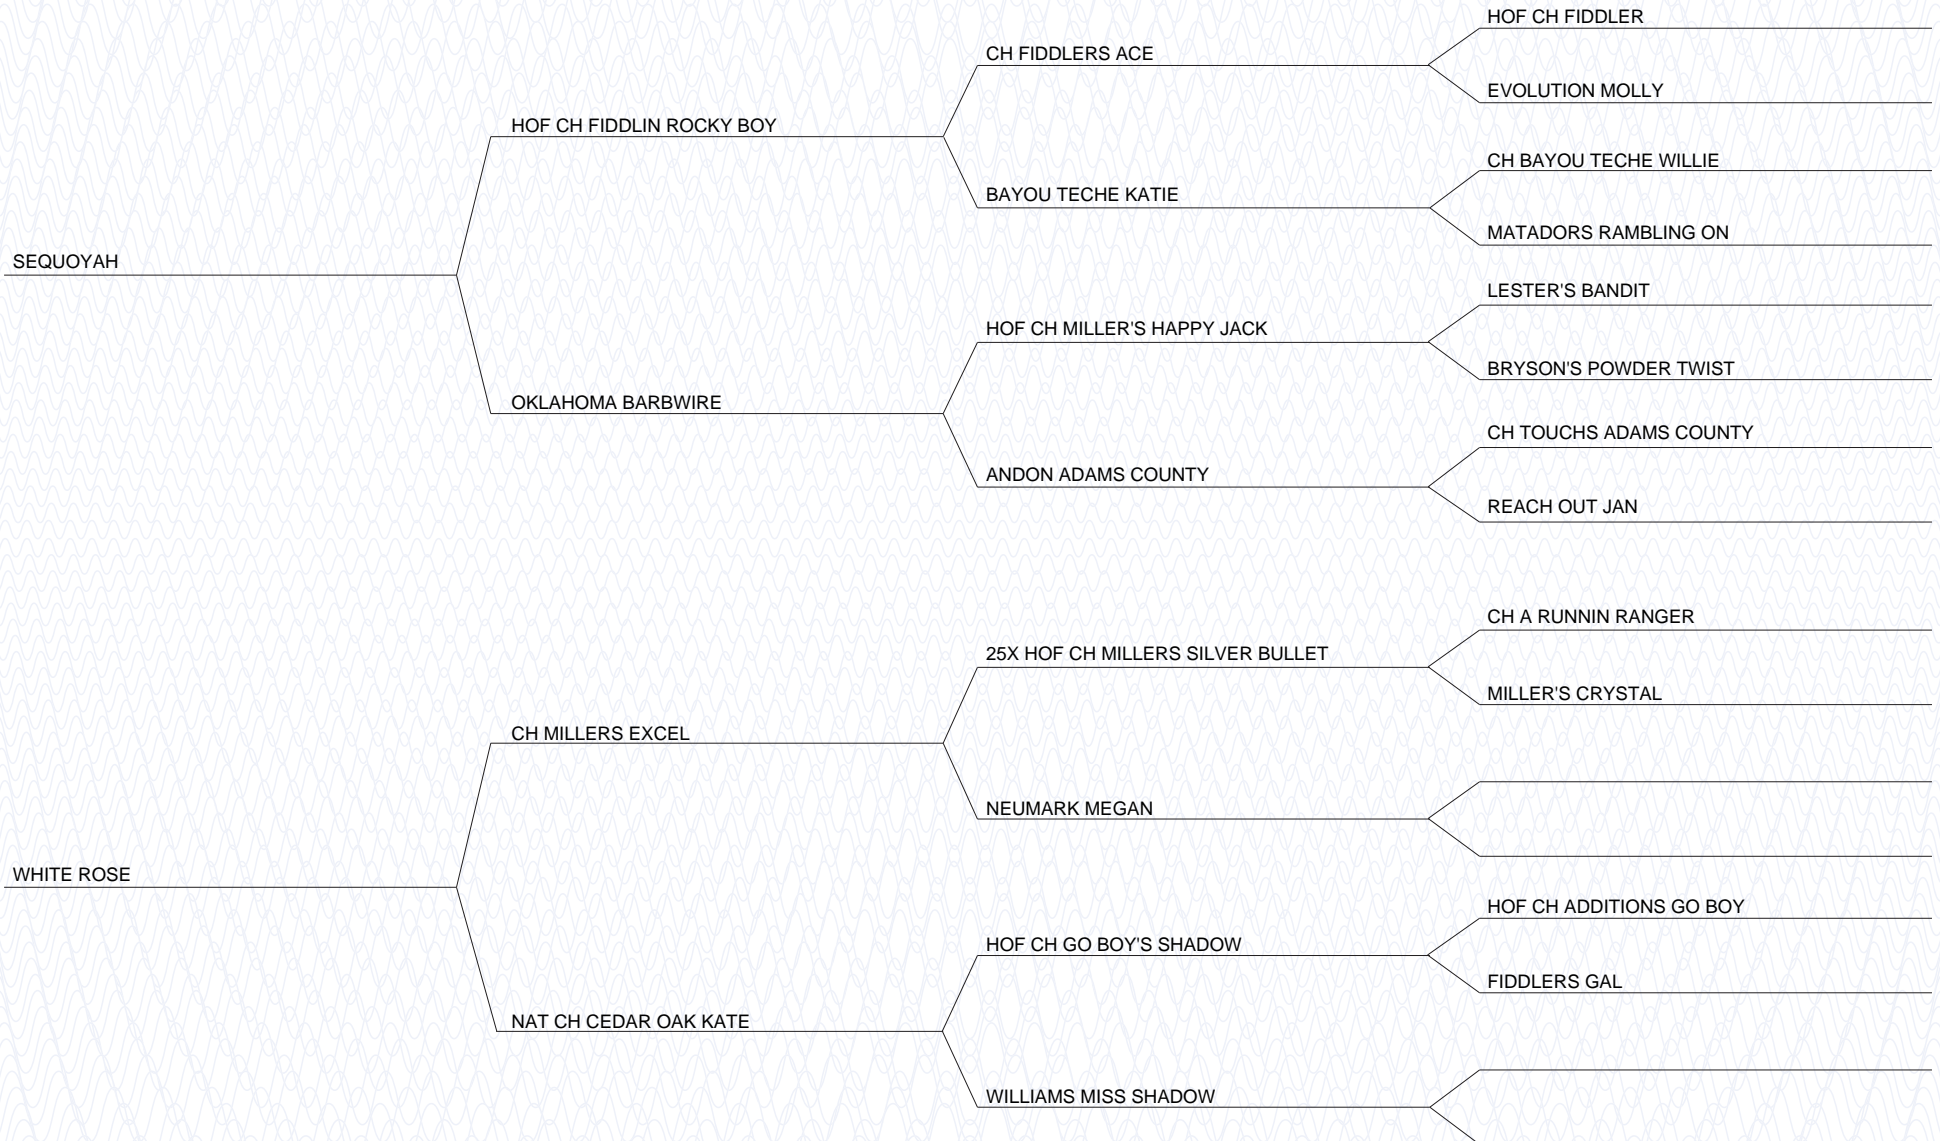 HOF CH FIDDLER
CH FIDDLERS ACE
EVOLUTION MOLLY
HOF CH FIDDLIN ROCKY BOY
CH BAYOU TECHE WILLIE
BAYOU TECHE KATIE
MATADORS RAMBLING ON
SEQUOYAH
LESTER'S BANDIT
HOF CH MILLER'S HAPPY JACK
BRYSON'S POWDER TWIST
OKLAHOMA BARBWIRE
CH TOUCHS ADAMS COUNTY
ANDON ADAMS COUNTY
REACH OUT JAN
CH A RUNNIN RANGER
25X HOF CH MILLERS SILVER BULLET
MILLER'S CRYSTAL
CH MILLERS EXCEL
NEUMARK MEGAN
WHITE ROSE
HOF CH ADDITIONS GO BOY
HOF CH GO BOY'S SHADOW
FIDDLERS GAL
NAT CH CEDAR OAK KATE
WILLIAMS MISS SHADOW